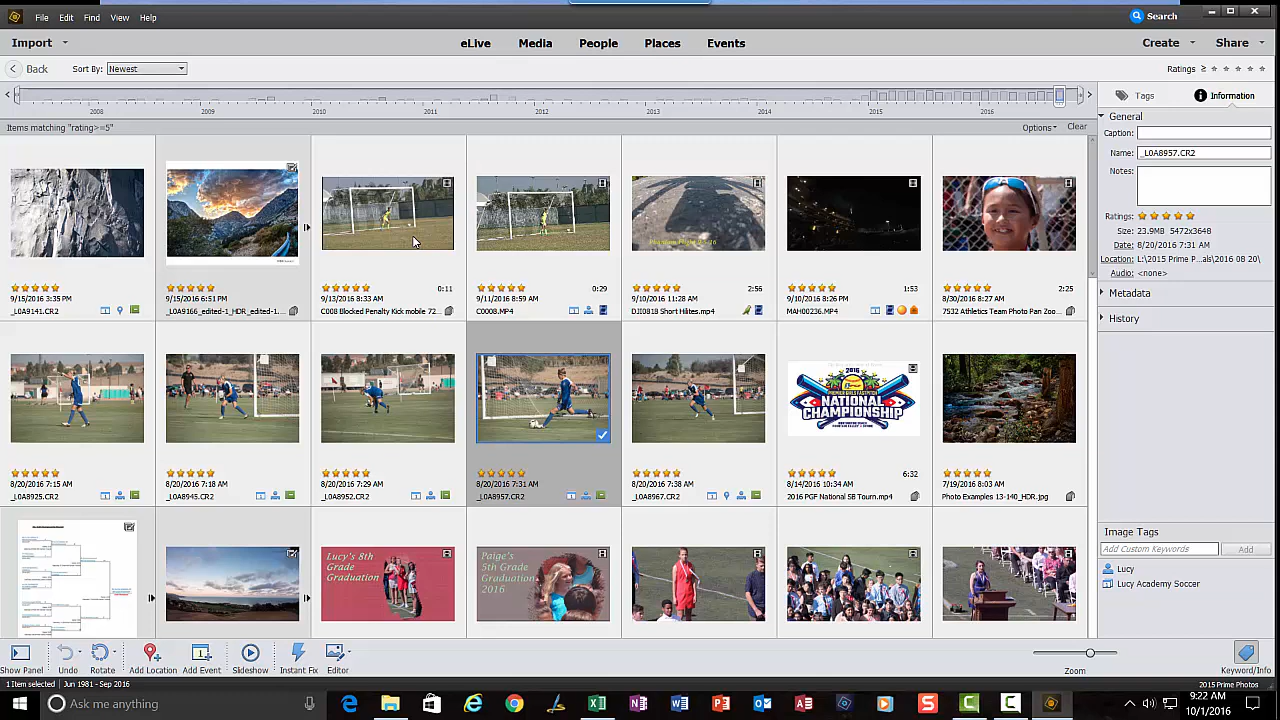 File Edit Find View Help Search
Import eLive Media People Places Events Create Share
Back Sort By: Newest Ratings ≥
2008 2009 2010 2011 2012 2013 2014 2015 2016
Items matching "rating>=5" Options Clear
Tags Information
General
Caption:
Name: _L0A8957.CR2
Notes:
Ratings:
Size: 23.9MB 5472x3648
Date: 8/20/2016 7:31 AM
Location: L:\2015 Prime P...als\2016 08 20\
Audio: <none>
Metadata
History
9/15/2016 3:35 PM
_L0A9141.CR2
9/15/2016 6:51 PM
_L0A9166_edited-1_HDR_edited-1...
0:11
9/13/2016 8:33 AM
C008 Blocked Penalty Kick mobile 72...
0:29
9/11/2016 8:59 AM
C0008.MP4
2:56
9/10/2016 11:28 AM
DJI0818 Short Hilites.mp4
1:53
9/10/2016 8:26 PM
MAH00236.MP4
2:25
8/30/2016 8:27 AM
7532 Athletics Team Photo Pan Zoo...
8/20/2016 7:15 AM
_L0A8925.CR2
8/20/2016 7:18 AM
_L0A8945.CR2
8/20/2016 7:29 AM
_L0A8952.CR2
8/20/2016 7:31 AM
_L0A8957.CR2
8/20/2016 7:38 AM
_L0A8967.CR2
2016
NATIONAL
CHAMPIONSHIP
6:32
8/14/2016 10:34 AM
2016 PGF National SB Tourn.mp4
7/19/2016 8:03 AM
Photo Examples 13-140_HDR.jpg
Lucy's 8th
Grade
Graduation
Paige's
5th Grade
Graduation
2016
Image Tags
Add Custom Keywords Add
Lucy
Lucy Academy Soccer
Show Panel Undo Rotate Add Location Add Event Slideshow Instant Fix Editor Zoom Keyword/Info
1 Item selected Jun 1981 - Sep 2016 2015 Prime Photos
Ask me anything
9:22 AM
10/1/2016